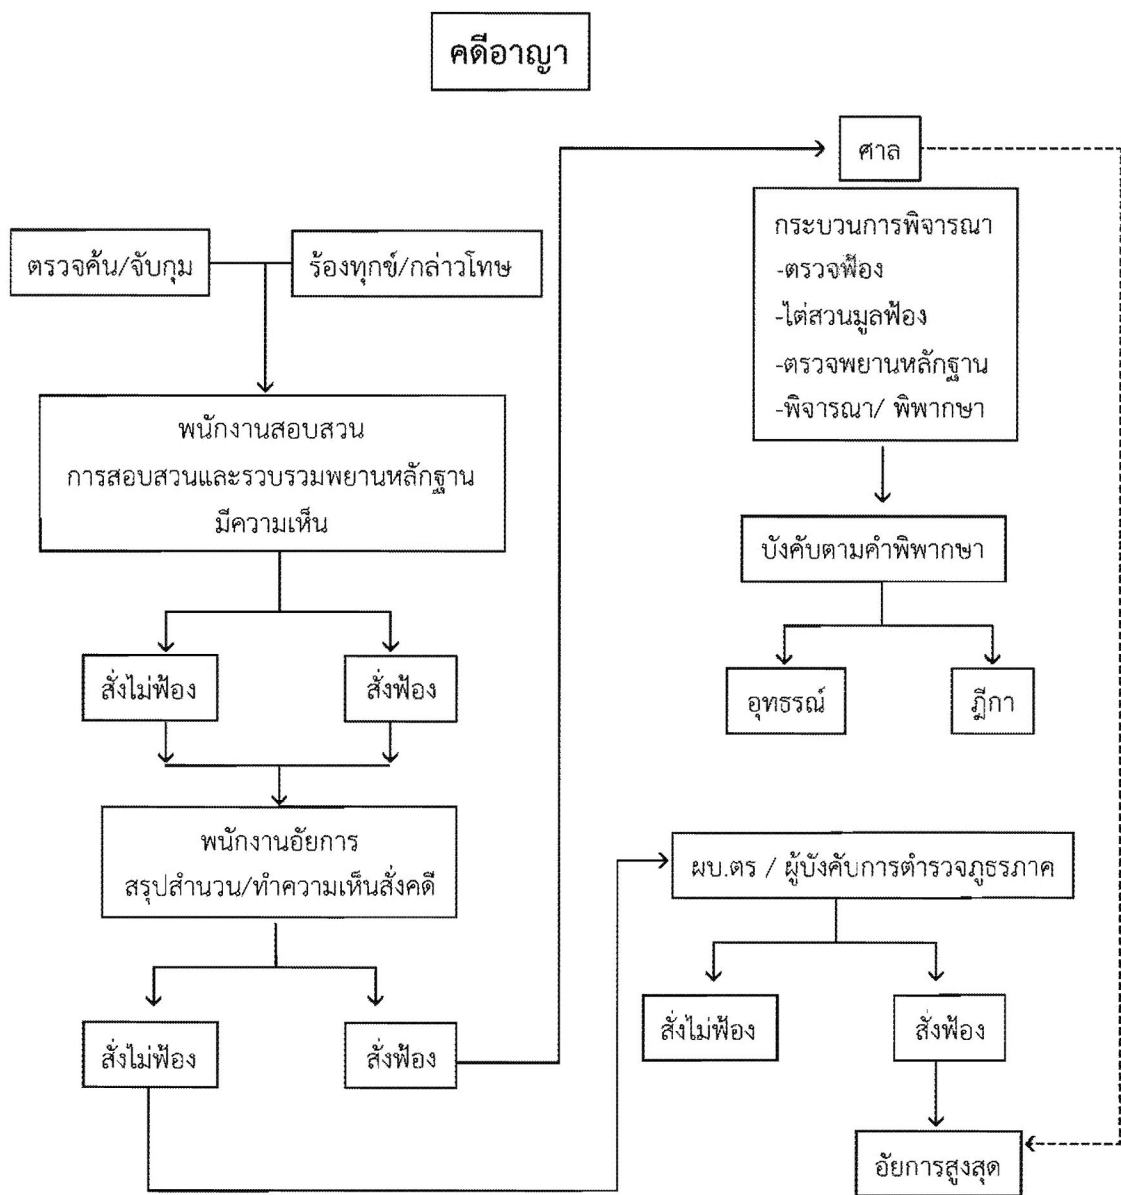 คดีอาญา
ตรวจค้น/จับกุม
ร้องทุกข์/กล่าวโทษ
พนักงานสอบสวน
การสอบสวนและรวบรวมพยานหลักฐาน
มีความเห็น
สั่งไม่ฟ้อง
สั่งฟ้อง
พนักงานอัยการ
สรุปสำนวน/ทำความเห็นสั่งคดี
สั่งไม่ฟ้อง
สั่งฟ้อง
ศาล
กระบวนการพิจารณา
-ตรวจฟ้อง
-ไต่สวนมูลฟ้อง
-ตรวจพยานหลักฐาน
-พิจารณา/ พิพากษา
บังคับตามคำพิพากษา
อุทธรณ์
ฎีกา
ผบ.ตร / ผู้บังคับการตำรวจภูธรภาค
สั่งไม่ฟ้อง
สั่งฟ้อง
อัยการสูงสุด